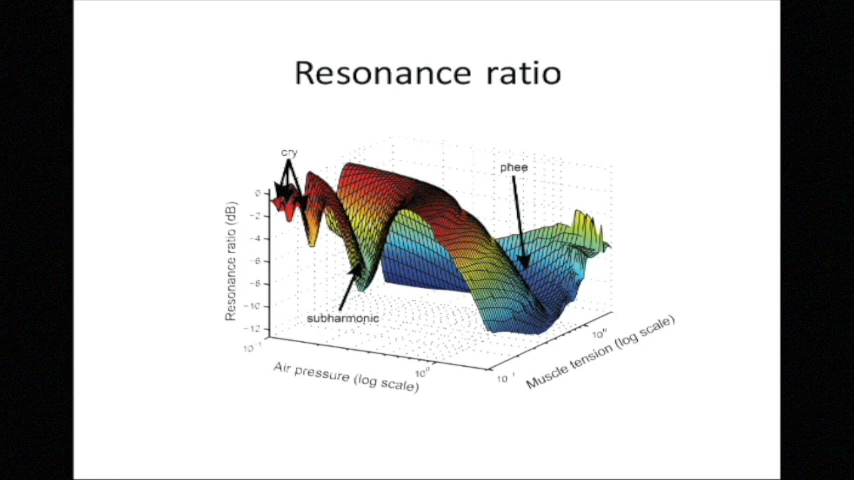 Resonance ratio
cry
phee
0
-2
-4
-6
-8
-10
-12
Resonance ratio (dB)
subharmonic
10⁻¹
Air pressure (log scale)
10⁰
10⁻¹
Muscle tension (log scale)
10⁰